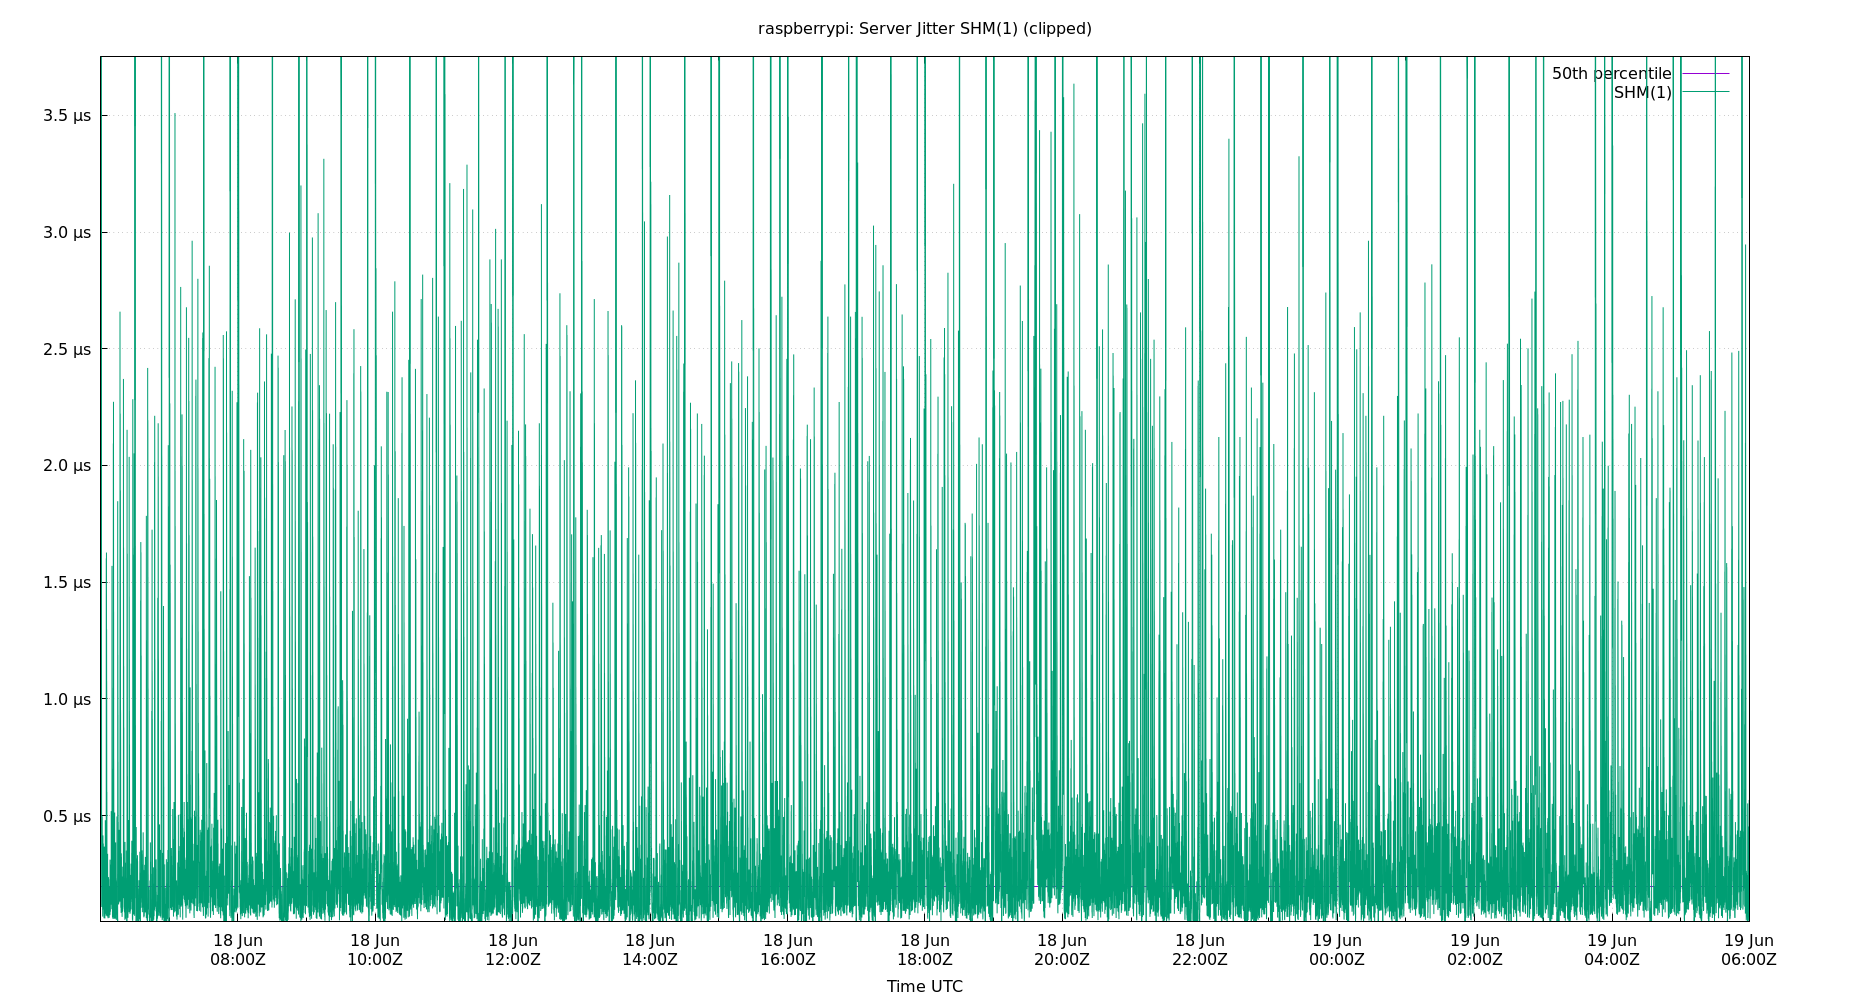 raspberrypi: Server Jitter SHM(1) (clipped)
50th percentile
SHM(1)
3.5 µs
3.0 µs
2.5 µs
2.0 µs
1.5 µs
1.0 µs
0.5 µs
18 Jun 18 Jun 18 Jun 18 Jun 18 Jun 18 Jun 18 Jun 18 Jun 19 Jun 19 Jun 19 Jun 19 Jun
08:00Z 10:00Z 12:00Z 14:00Z 16:00Z 18:00Z 20:00Z 22:00Z 00:00Z 02:00Z 04:00Z 06:00Z
Time UTC